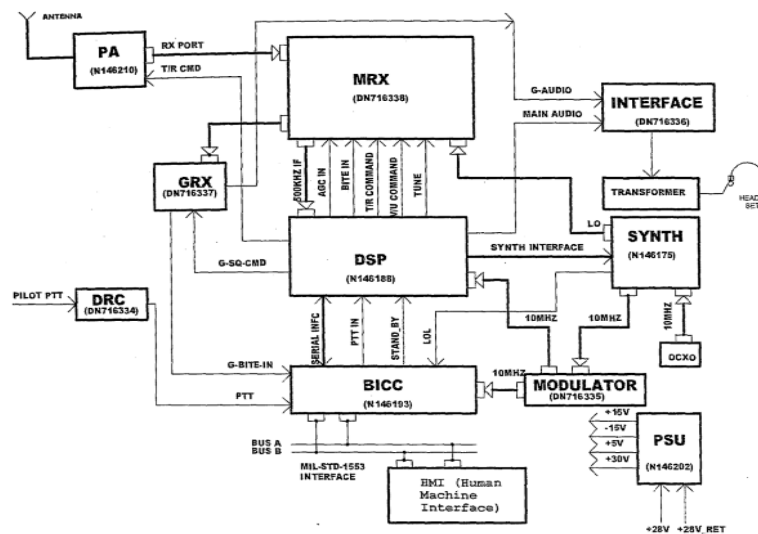 ANTENNA
PA
(N146210)
RX PORT
T/R CMD
MRX
(DN716338)
G-AUDIO
MAIN AUDIO
INTERFACE
(DN716336)
TRANSFORMER
HEAD
SET
GRX
(DN716337)
500KHZ IF
AGC IN
BITE IN
T/R COMMAND
V/U COMMAND
TUNE
LO
SYNTH
(N146175)
SYNTH INTERFACE
DSP
(N146188)
G-SQ-CMD
PILOT PTT
DRC
(DN716334)
SERIAL INFC
PTT IN
STAND_BY
LOL
10MHZ
10MHZ
10MHZ
OCXO
G-BITE-IN
PTT
BICC
(N146193)
10MHZ
MODULATOR
(DN716335)
BUS A
BUS B
MIL-STD-1553
INTERFACE
HMI (Human
Machine
Interface)
+15V
-15V
+5V
+30V
PSU
(N146202)
+28V
+28V_RET